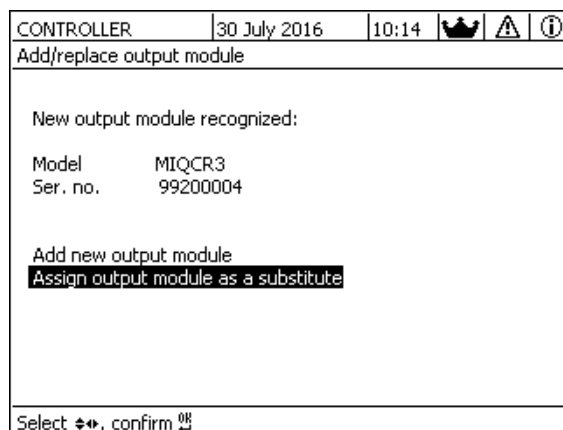 CONTROLLER 30 July 2016 10:14
Add/replace output module
New output module recognized:
Model MIQCR3
Ser. no. 99200004
Add new output module
Assign output module as a substitute
Select , confirm OK